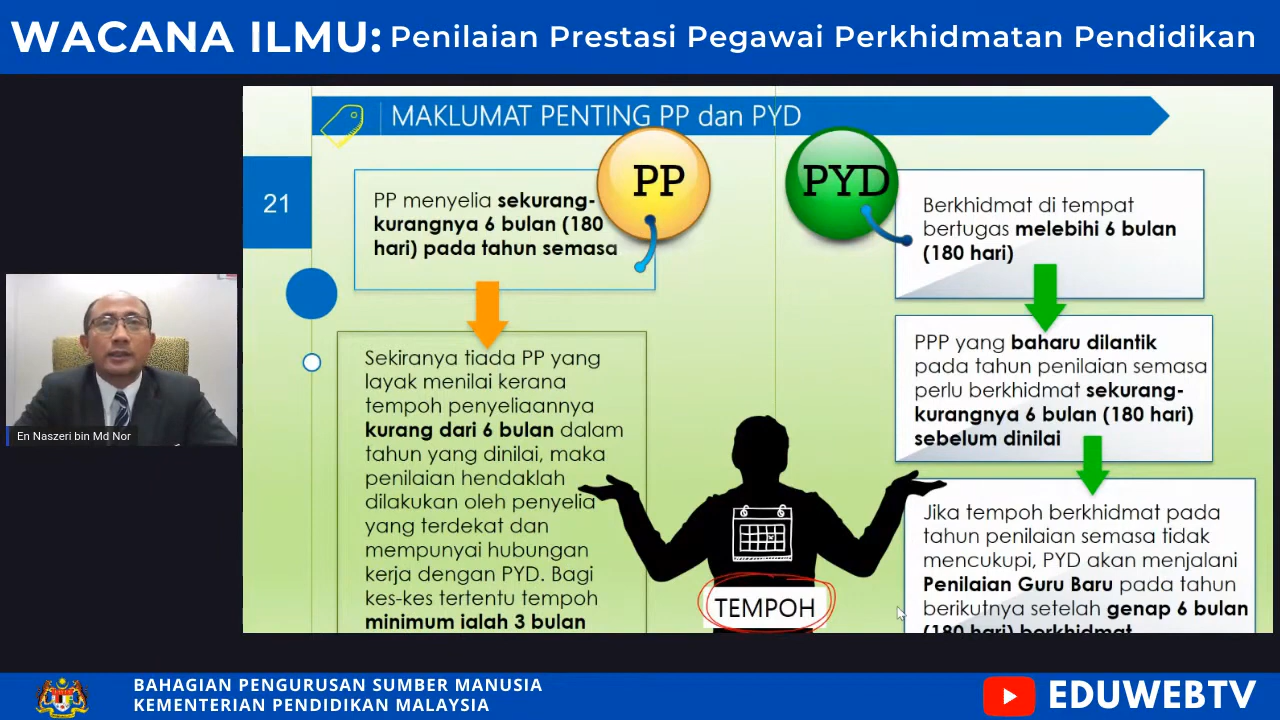 WACANA ILMU: Penilaian Prestasi Pegawai Perkhidmatan Pendidikan
MAKLUMAT PENTING PP dan PYD
21
PP
PP menyelia sekurang-
kurangnya 6 bulan (180
hari) pada tahun semasa
Sekiranya tiada PP yang
layak menilai kerana
tempoh penyeliaannya
kurang dari 6 bulan dalam
tahun yang dinilai, maka
penilaian hendaklah
dilakukan oleh penyelia
yang terdekat dan
mempunyai hubungan
kerja dengan PYD. Bagi
kes-kes tertentu tempoh
minimum ialah 3 bulan
PYD
Berkhidmat di tempat
bertugas melebihi 6 bulan
(180 hari)
PPP yang baharu dilantik
pada tahun penilaian semasa
perlu berkhidmat sekurang-
kurangnya 6 bulan (180 hari)
sebelum dinilai
Jika tempoh berkhidmat pada
tahun penilaian semasa tidak
mencukupi, PYD akan menjalani
Penilaian Guru Baru pada tahun
berikutnya setelah genap 6 bulan
(180 hari) berkhidmat
TEMPOH
En Naszeri bin Md Nor
BAHAGIAN PENGURUSAN SUMBER MANUSIA
KEMENTERIAN PENDIDIKAN MALAYSIA
EDUWEBTV